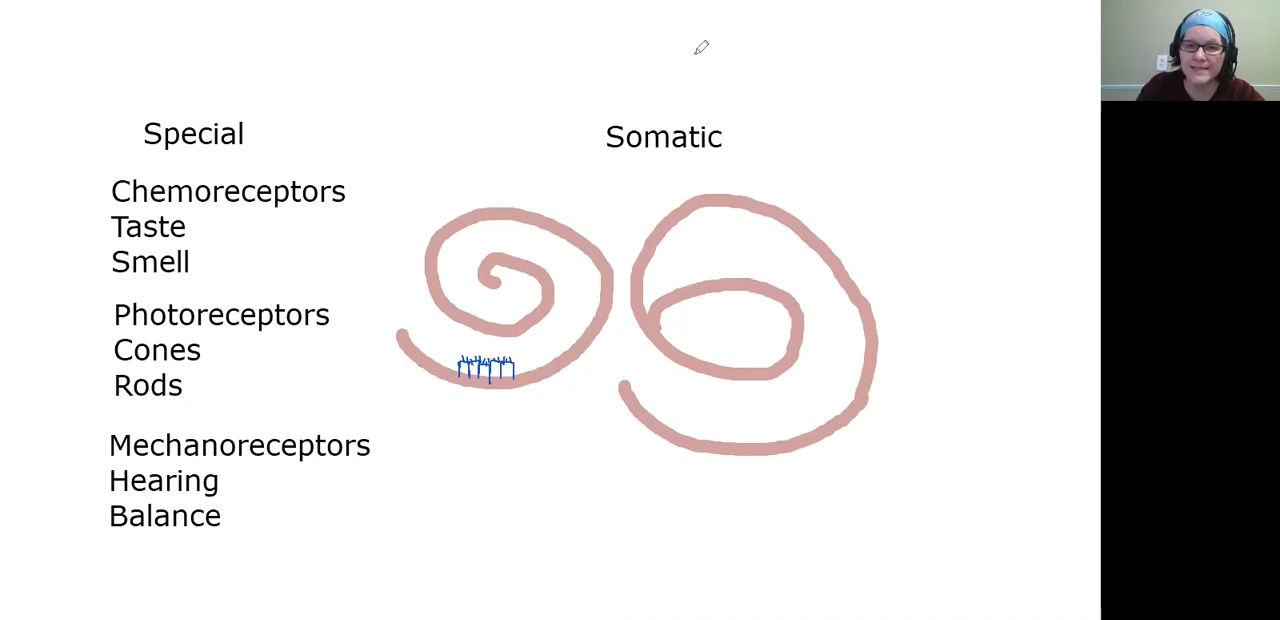 Special
Somatic
Chemoreceptors
Taste
Smell
Photoreceptors
Cones
Rods
Mechanoreceptors
Hearing
Balance